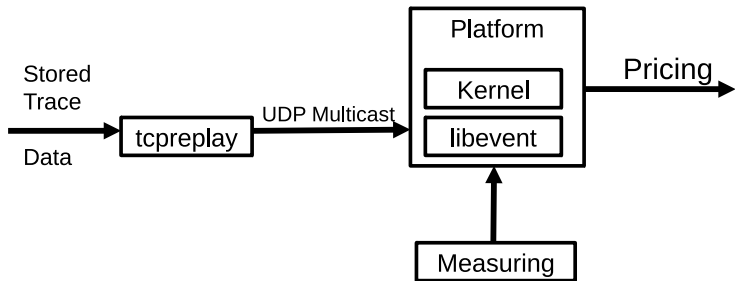 Platform
Stored
Trace
Kernel
Pricing
UDP Multicast
tcpreplay
libevent
Data
Measuring